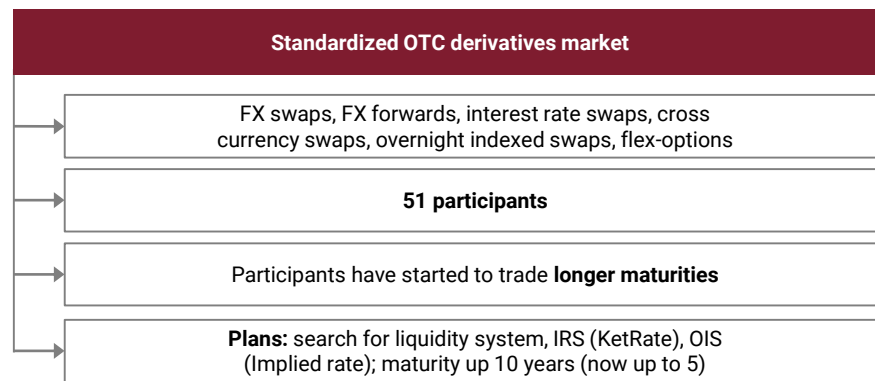 Standardized OTC derivatives market
FX swaps, FX forwards, interest rate swaps, cross
currency swaps, overnight indexed swaps, flex-options
51 participants
Participants have started to trade longer maturities
Plans: search for liquidity system, IRS (KetRate), OIS
(Implied rate); maturity up 10 years (now up to 5)